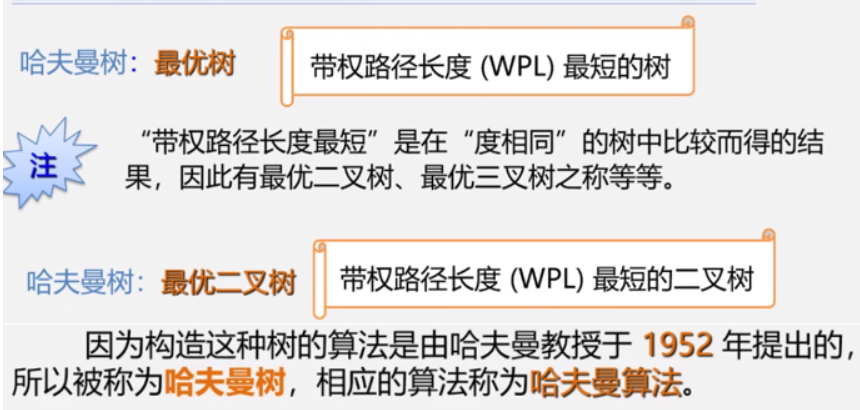 哈夫曼树：最优树 带权路径长度 (WPL) 最短的树
注
“带权路径长度最短”是在“度相同”的树中比较而得的结
果，因此有最优二叉树、最优三叉树之称等等。
哈夫曼树：最优二叉树 带权路径长度 (WPL) 最短的二叉树
因为构造这种树的算法是由哈夫曼教授于 1952 年提出的，
所以被称为哈夫曼树，相应的算法称为哈夫曼算法。